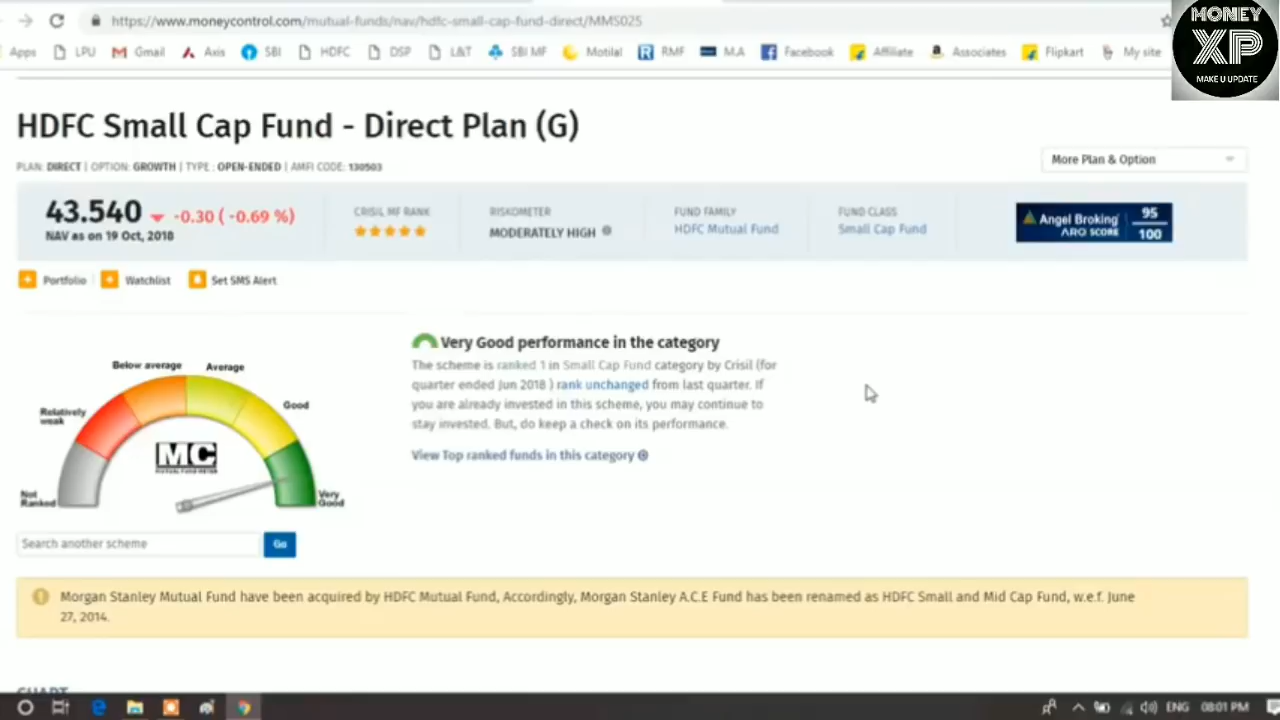 MONEY
XP
MAKE U UPDATE
https://www.moneycontrol.com/mutual-funds/nav/hdfc-small-cap-fund-direct/MMS025
Apps LPU Gmail Axis SBI HDFC DSP L&T SBI MF Motilal RMF M.A Facebook Affiliate Associates Flipkart My site
HDFC Small Cap Fund - Direct Plan (G)
PLAN: DIRECT | OPTION: GROWTH | TYPE : OPEN-ENDED | AMFI CODE: 130503
More Plan & Option
43.540 -0.30 ( -0.69 %)
NAV as on 19 Oct, 2018
CRISIL MF RANK
RISKOMETER
MODERATELY HIGH
FUND FAMILY
HDFC Mutual Fund
FUND CLASS
Small Cap Fund
Angel Broking
ARQ SCORE
95
100
Portfolio | Watchlist Set SMS Alert
Not Ranked
Relatively weak
Below average
Average
Good
Very Good
MC
MUTUAL FUND METER
Very Good performance in the category
The scheme is ranked 1 in Small Cap Fund category by Crisil (for
quarter ended Jun 2018 ) rank unchanged from last quarter. If
you are already invested in this scheme, you may continue to
stay invested. But, do keep a check on its performance.
View Top ranked funds in this category
Search another scheme
Go
Morgan Stanley Mutual Fund have been acquired by HDFC Mutual Fund, Accordingly, Morgan Stanley A.C.E Fund has been renamed as HDFC Small and Mid Cap Fund, w.e.f. June
27, 2014.
CHART
ENG 08:01 PM